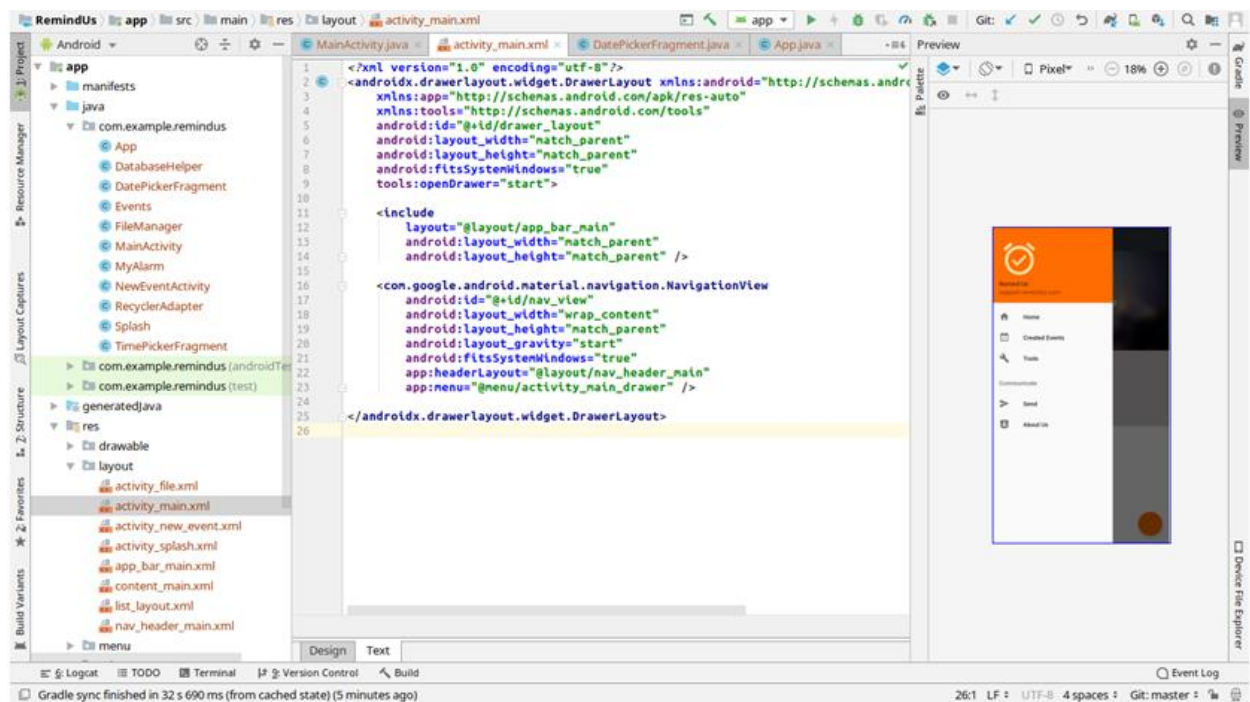 RemindUs app src main res layout activity_main.xml
app
Git:
Android
MainActivity.java
activity_main.xml
DatePickerFragment.java
App.java
Preview
1: Project
Resource Manager
Layout Captures
7: Structure
2: Favorites
Build Variants
app
manifests
java
com.example.remindus
App
DatabaseHelper
DatePickerFragment
Events
FileManager
MainActivity
MyAlarm
NewEventActivity
RecyclerAdapter
Splash
TimePickerFragment
com.example.remindus (androidTes
com.example.remindus (test)
generatedJava
res
drawable
layout
activity_file.xml
activity_main.xml
activity_new_event.xml
activity_splash.xml
app_bar_main.xml
content_main.xml
list_layout.xml
nav_header_main.xml
menu
1 <?xml version="1.0" encoding="utf-8"?>
2 <androidx.drawerlayout.widget.DrawerLayout xmlns:android="http://schemas.andro
3 xmlns:app="http://schemas.android.com/apk/res-auto"
4 xmlns:tools="http://schemas.android.com/tools"
5 android:id="@+id/drawer_layout"
6 android:layout_width="match_parent"
7 android:layout_height="match_parent"
8 android:fitsSystemWindows="true"
9 tools:openDrawer="start">
10
11 <include
12 layout="@layout/app_bar_main"
13 android:layout_width="match_parent"
14 android:layout_height="match_parent" />
15
16 <com.google.android.material.navigation.NavigationView
17 android:id="@+id/nav_view"
18 android:layout_width="wrap_content"
19 android:layout_height="match_parent"
20 android:layout_gravity="start"
21 android:fitsSystemWindows="true"
22 app:headerLayout="@layout/nav_header_main"
23 app:menu="@menu/activity_main_drawer" />
24
25 </androidx.drawerlayout.widget.DrawerLayout>
26
Design Text
Palette
Pixel
18%
Home
Created Events
Tools
Communicate
Send
About Us
Gradle
Preview
Device File Explorer
6: Logcat TODO Terminal 9: Version Control Build Event Log
Gradle sync finished in 32 s 690 ms (from cached state) (5 minutes ago) 26:1 LF UTF-8 4 spaces Git: master